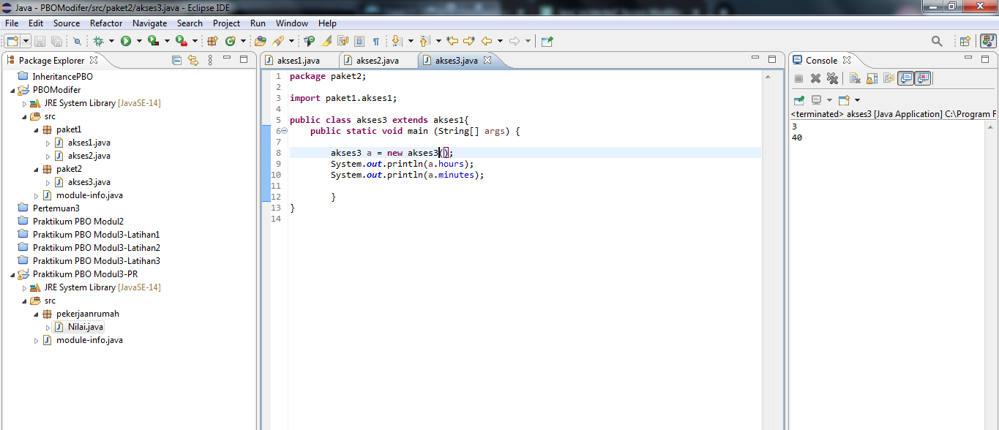 Java - PBOModifer/src/paket2/akses3.java - Eclipse IDE
File Edit Source Refactor Navigate Search Project Run Window Help
Package Explorer
InheritancePBO
PBOModifer
JRE System Library [JavaSE-14]
src
paket1
akses1.java
akses2.java
paket2
akses3.java
module-info.java
Pertemuan3
Praktikum PBO Modul2
Praktikum PBO Modul3-Latihan1
Praktikum PBO Modul3-Latihan2
Praktikum PBO Modul3-Latihan3
Praktikum PBO Modul3-PR
JRE System Library [JavaSE-14]
src
pekerjaanrumah
Nilai.java
module-info.java
akses1.java akses2.java akses3.java
1 package paket2;
2
3 import paket1.akses1;
4
5 public class akses3 extends akses1{
6 public static void main (String[] args) {
7
8 akses3 a = new akses3();
9 System.out.println(a.hours);
10 System.out.println(a.minutes);
11
12 }
13 }
14
Console
<terminated> akses3 [Java Application] C:\Program F
3
40